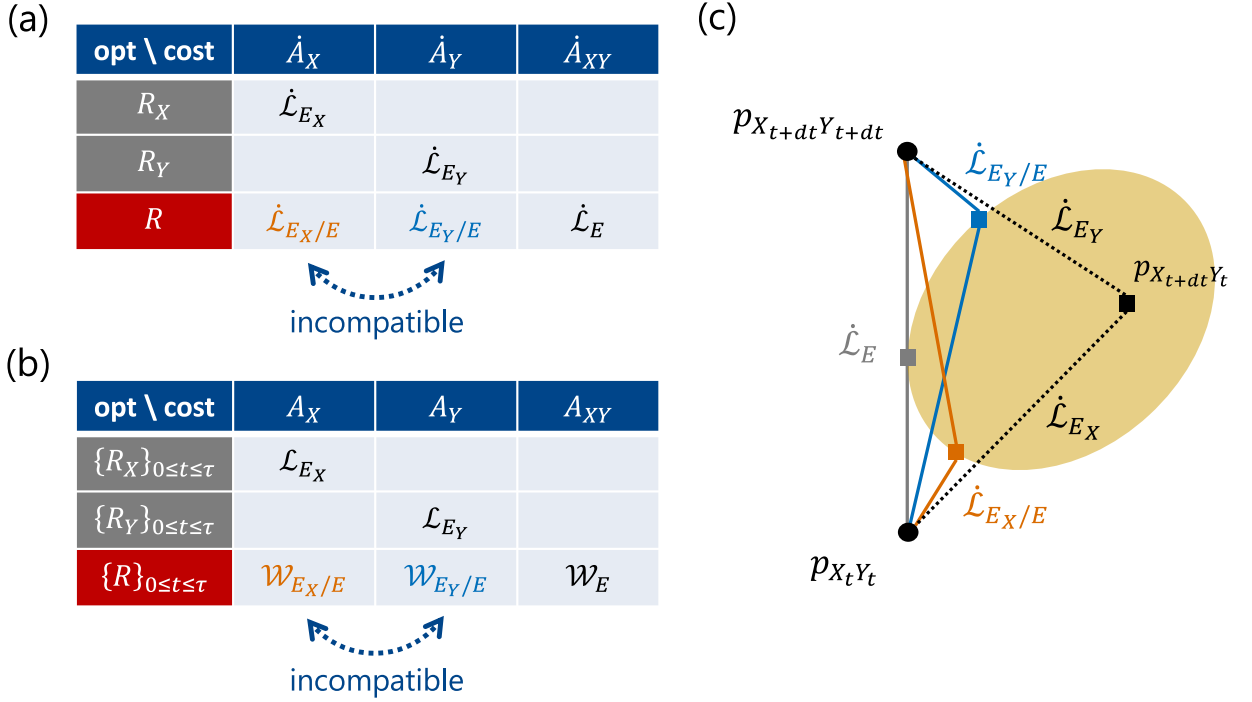 (a)
opt \ cost Ȧ_X Ȧ_Y Ȧ_XY
R_X ℒ̇_{E_X}
R_Y ℒ̇_{E_Y}
R ℒ̇_{E_X/E} ℒ̇_{E_Y/E} ℒ̇_E
incompatible
(b)
opt \ cost A_X A_Y A_XY
{R_X}_{0≤t≤τ} ℒ_{E_X}
{R_Y}_{0≤t≤τ} ℒ_{E_Y}
{R}_{0≤t≤τ} 𝒲_{E_X/E} 𝒲_{E_Y/E} 𝒲_E
incompatible
(c)
p_{X_{t+dt}Y_{t+dt}}
ℒ̇_{E_Y/E}
ℒ̇_{E_Y}
p_{X_{t+dt}Y_t}
ℒ̇_E
ℒ̇_{E_X}
ℒ̇_{E_X/E}
p_{X_tY_t}